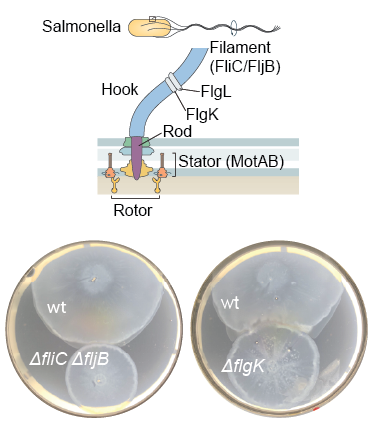 Salmonella
Filament
(FliC/FljB)
Hook
FlgL
FlgK
Rod
Stator (MotAB)
Rotor
wt
ΔfliC ΔfljB
wt
ΔflgK